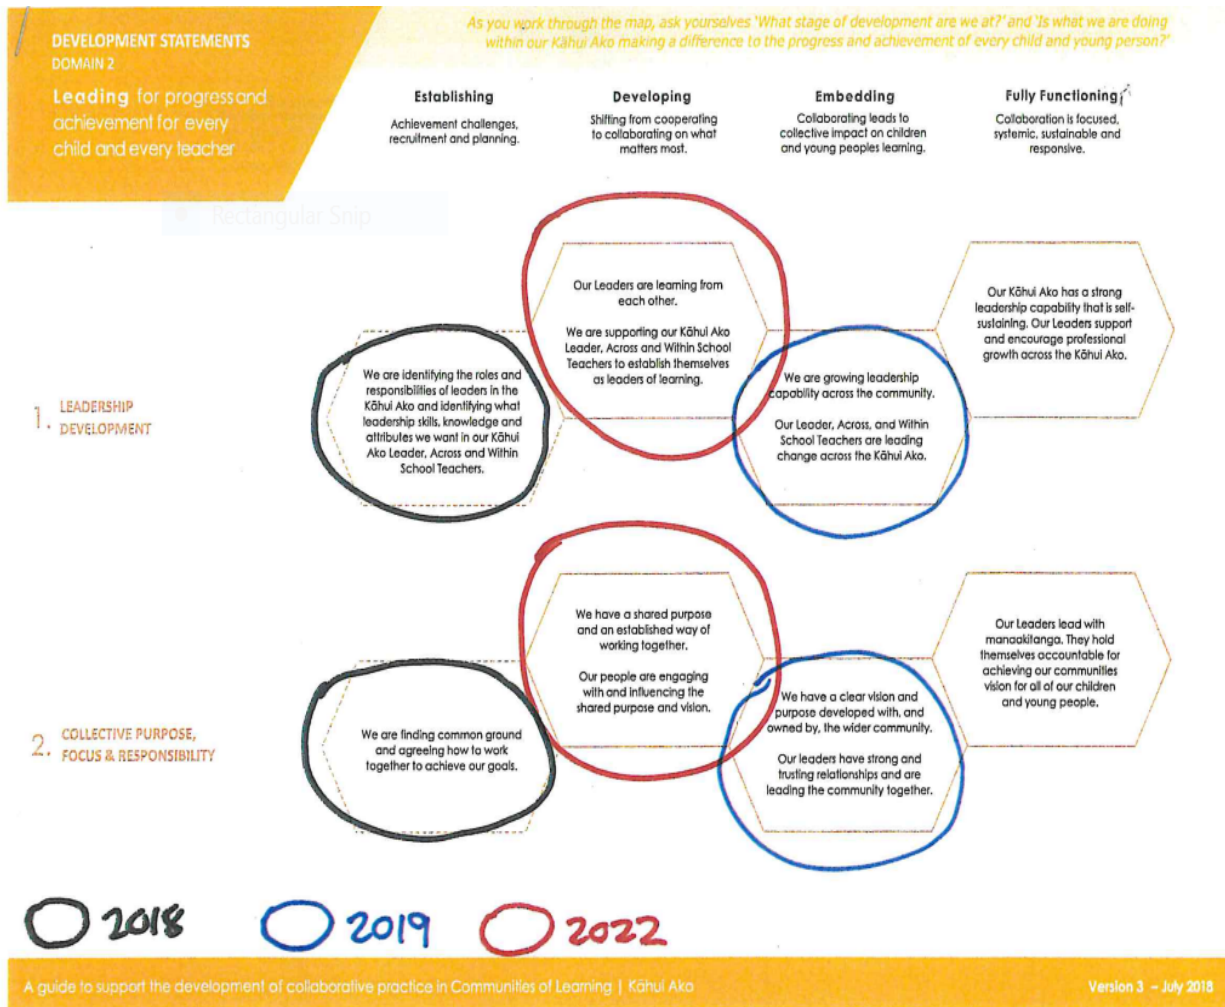 As you work through the map, ask yourselves 'What stage of development are we at?' and 'Is what we are doing
within our Kāhui Ako making a difference to the progress and achievement of every child and young person?'
DEVELOPMENT STATEMENTS
DOMAIN 2
Leading for progress and
achievement for every
child and every teacher
Establishing
Achievement challenges,
recruitment and planning.
Developing
Shifting from cooperating
to collaborating on what
matters most.
Embedding
Collaborating leads to
collective impact on children
and young peoples learning.
Fully Functioning
Collaboration is focused,
systemic, sustainable and
responsive.
Rectangular Snip
1. LEADERSHIP
DEVELOPMENT
We are identifying the roles and
responsibilities of leaders in the
Kāhui Ako and identifying what
leadership skills, knowledge and
attributes we want in our Kāhui
Ako Leader, Across and Within
School Teachers.
Our Leaders are learning from
each other.
We are supporting our Kāhui Ako
Leader, Across and Within School
Teachers to establish themselves
as leaders of learning.
We are growing leadership
capability across the community.
Our Leader, Across, and Within
School Teachers are leading
change across the Kāhui Ako.
Our Kāhui Ako has a strong
leadership capability that is self-
sustaining. Our Leaders support
and encourage professional
growth across the Kāhui Ako.
2. COLLECTIVE PURPOSE,
FOCUS & RESPONSIBILITY
We are finding common ground
and agreeing how to work
together to achieve our goals.
We have a shared purpose
and an established way of
working together.
Our people are engaging
with and influencing the
shared purpose and vision.
We have a clear vision and
purpose developed with, and
owned by, the wider community.
Our leaders have strong and
trusting relationships and are
leading the community together.
Our Leaders lead with
manaakitanga. They hold
themselves accountable for
achieving our communities
vision for all of our children
and young people.
2018
2019
2022
A guide to support the development of collaborative practice in Communities of Learning | Kāhui Ako
Version 3 – July 2018